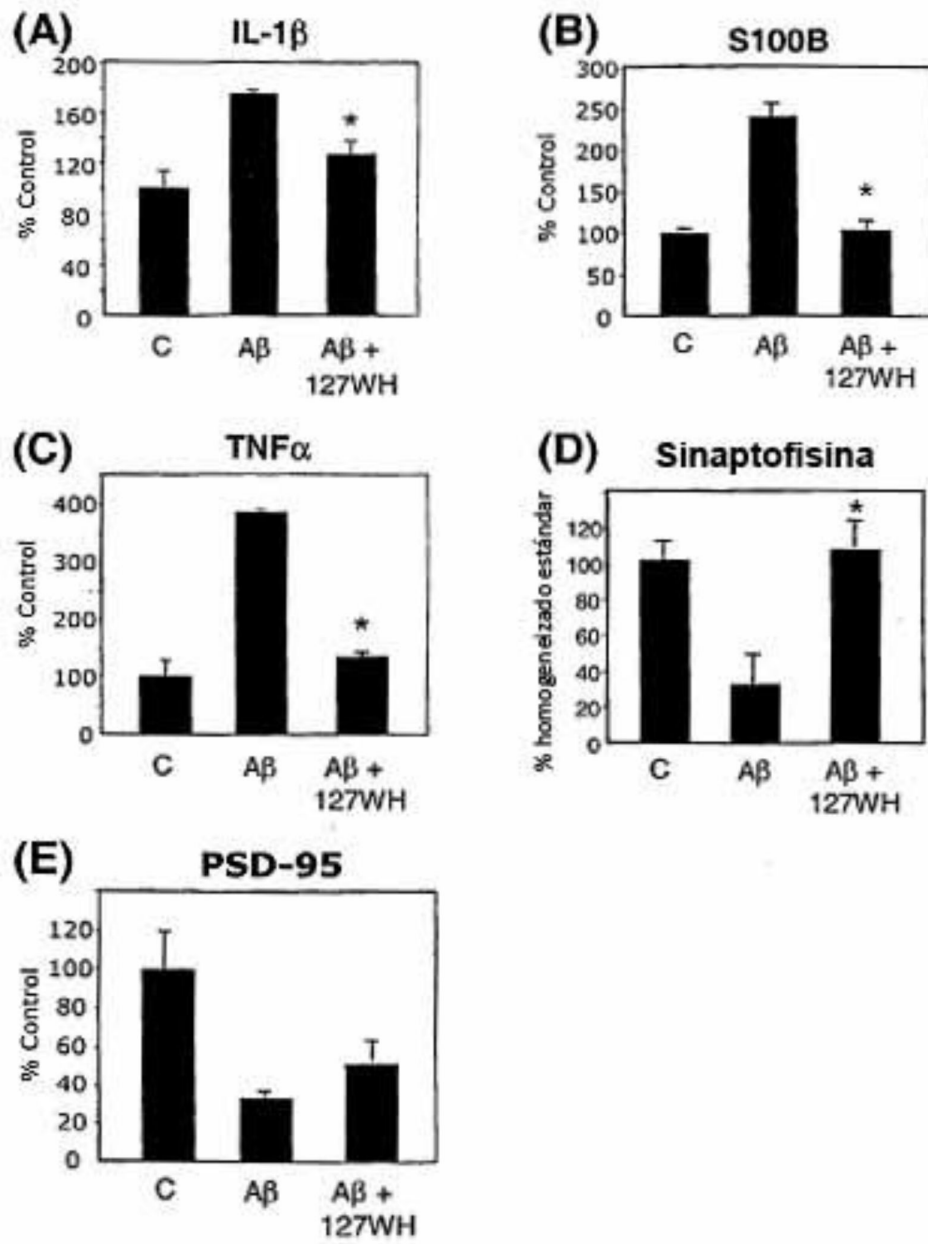 (A)
IL-1β
% Control
200
160
120
80
40
0
*
C
Aβ
Aβ +
127WH
(B)
S100B
% Control
300
250
200
150
100
50
0
*
C
Aβ
Aβ +
127WH
(C)
TNFα
% Control
400
300
200
100
0
*
C
Aβ
Aβ +
127WH
(D)
Sinaptofisina
% homogeneizado estándar
120
100
80
60
40
20
0
*
C
Aβ
Aβ +
127WH
(E)
PSD-95
% Control
120
100
80
60
40
20
0
C
Aβ
Aβ +
127WH